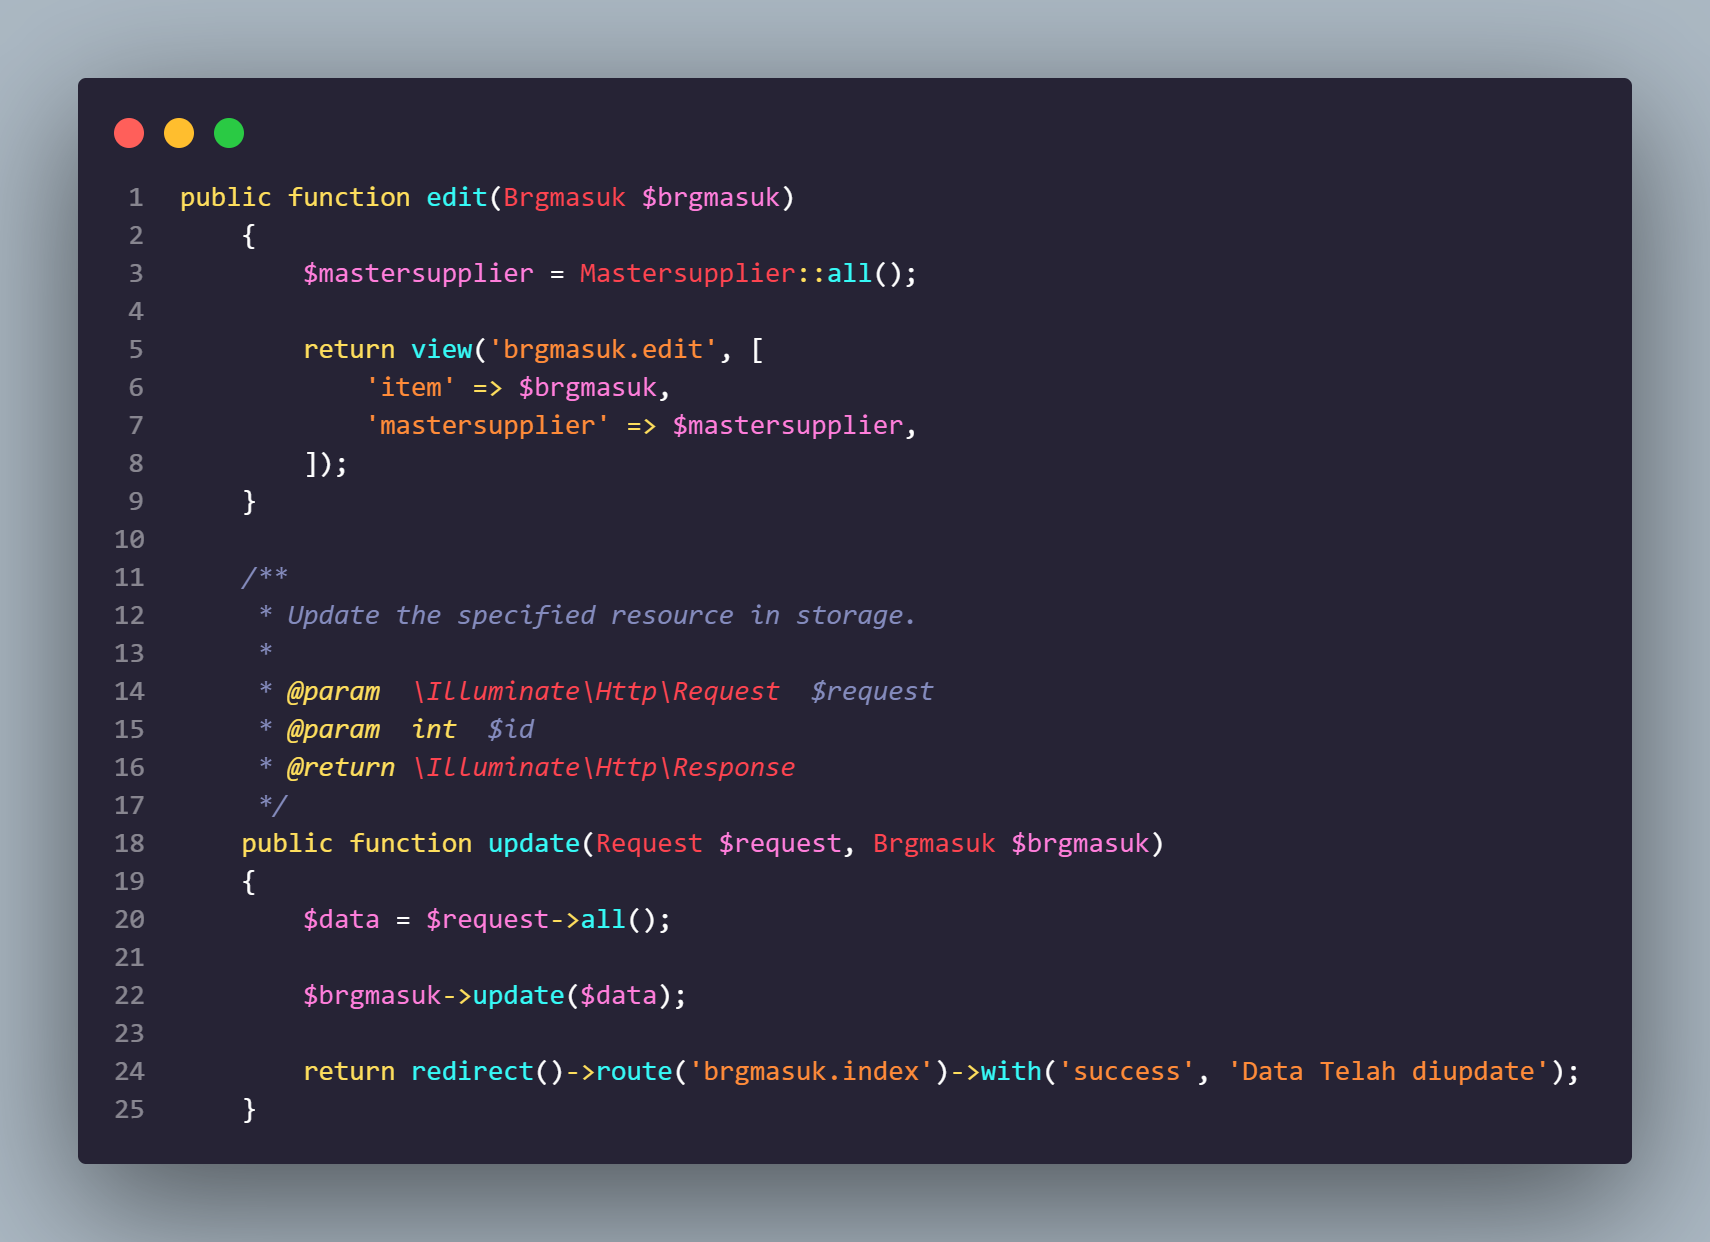 1 public function edit(Brgmasuk $brgmasuk)
2     {
3         $mastersupplier = Mastersupplier::all();
4
5         return view('brgmasuk.edit', [
6             'item' => $brgmasuk,
7             'mastersupplier' => $mastersupplier,
8         ]);
9     }
10
11     /**
12      * Update the specified resource in storage.
13      *
14      * @param  \Illuminate\Http\Request  $request
15      * @param  int  $id
16      * @return \Illuminate\Http\Response
17      */
18     public function update(Request $request, Brgmasuk $brgmasuk)
19     {
20         $data = $request->all();
21
22         $brgmasuk->update($data);
23
24         return redirect()->route('brgmasuk.index')->with('success', 'Data Telah diupdate');
25     }